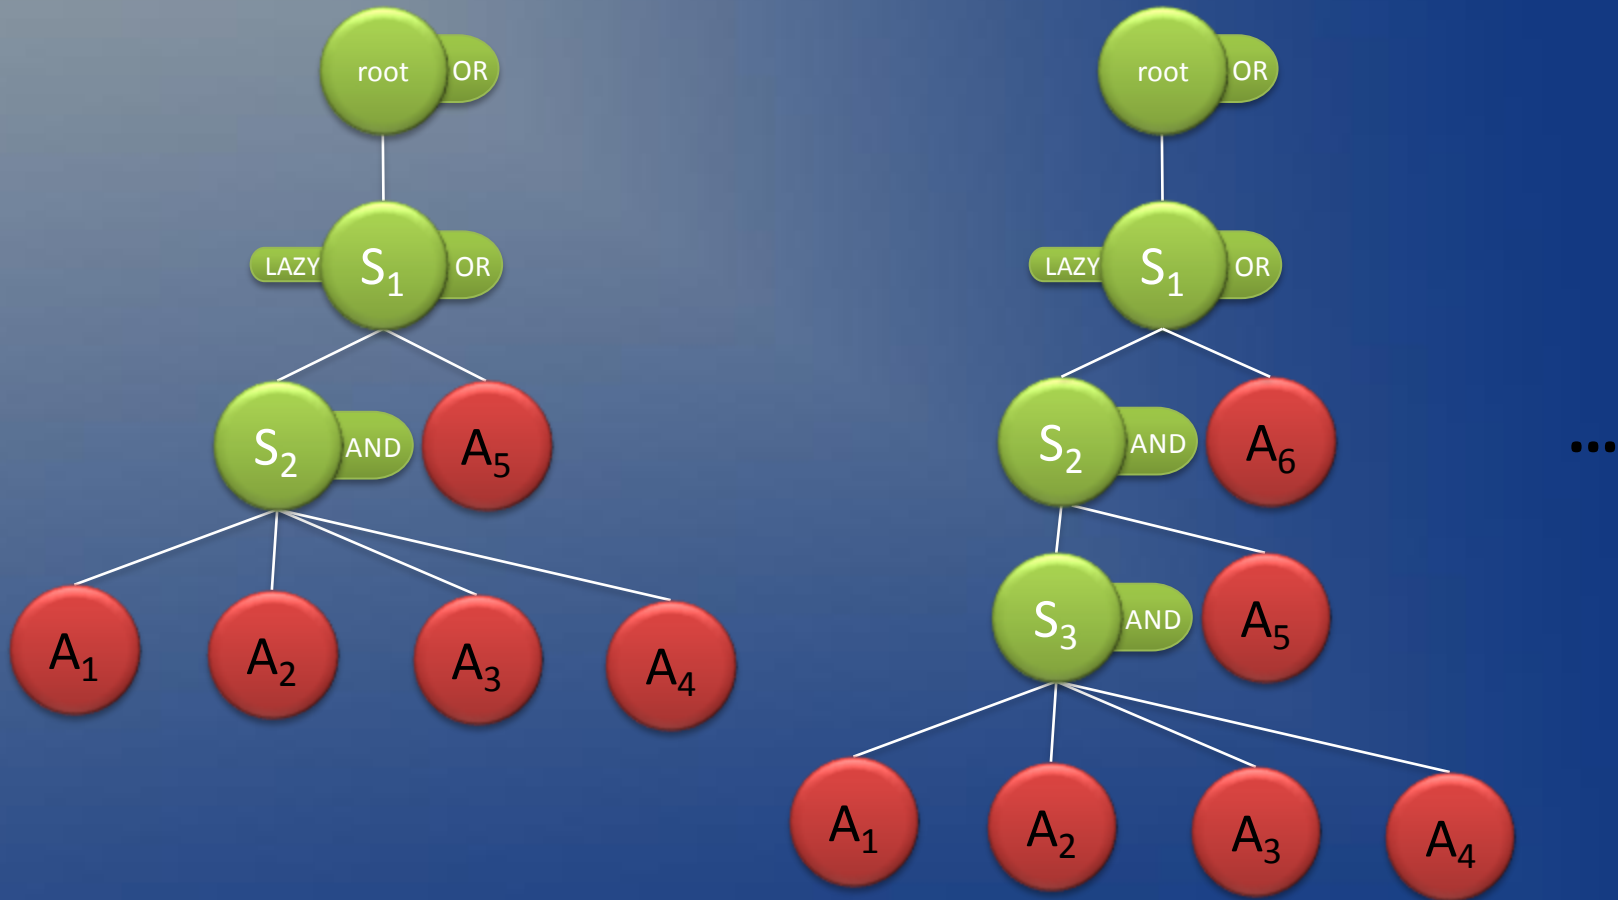 root OR
root OR
LAZY S₁ OR
LAZY S₁ OR
S₂ AND A₅
S₂ AND A₆
...
S₃ AND A₅
A₁ A₂ A₃ A₄
A₁ A₂ A₃ A₄